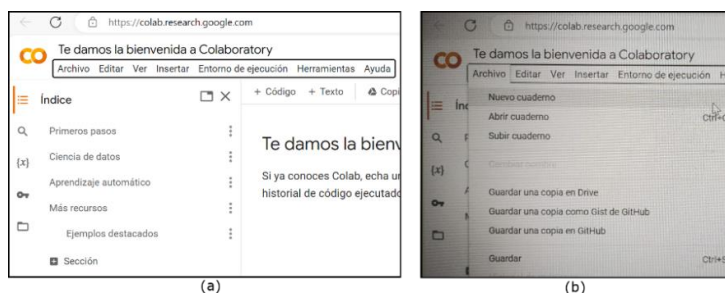 https://colab.research.google.com
Te damos la bienvenida a Colaboratory
Archivo Editar Ver Insertar Entorno de ejecución Herramientas Ayuda
Índice
+ Código + Texto Copi
Primeros pasos
Ciencia de datos
{x}
Aprendizaje automático
Más recursos
Ejemplos destacados
Sección
Te damos la bienv
Si ya conoces Colab, echa un
historial de código ejecutado
(a)
https://colab.research.google.com
Te damos la bienvenida a Colaboratory
Archivo Editar Ver Insertar Entorno de ejecución H
Índ
Nuevo cuaderno
Abrir cuaderno
Subir cuaderno
{x}
Guardar una copia en Drive
Guardar una copia como Gist de GitHub
Guardar una copia en GitHub
Guardar Ctrl+S
(b)